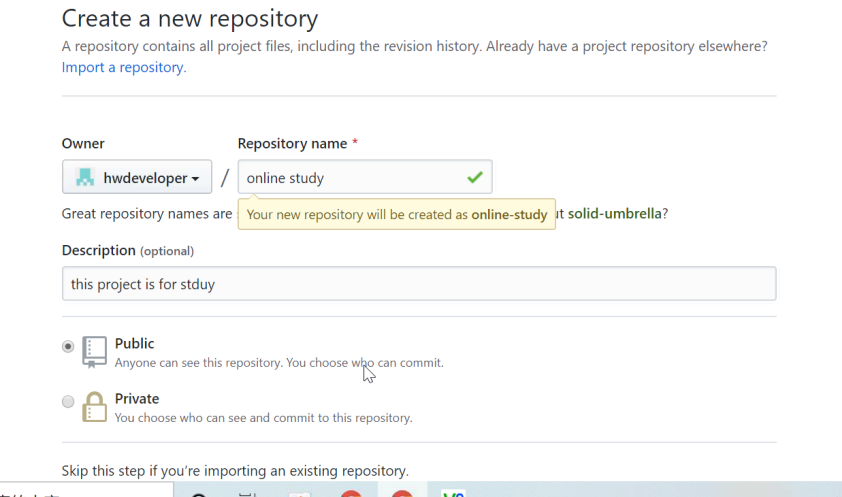 Create a new repository
A repository contains all project files, including the revision history. Already have a project repository elsewhere?
Import a repository.
Owner
Repository name *
hwdeveloper
/
online study
Great repository names are
Your new repository will be created as online-study
solid-umbrella?
Description (optional)
this project is for stduy
Public
Anyone can see this repository. You choose who can commit.
Private
You choose who can see and commit to this repository.
Skip this step if you're importing an existing repository.